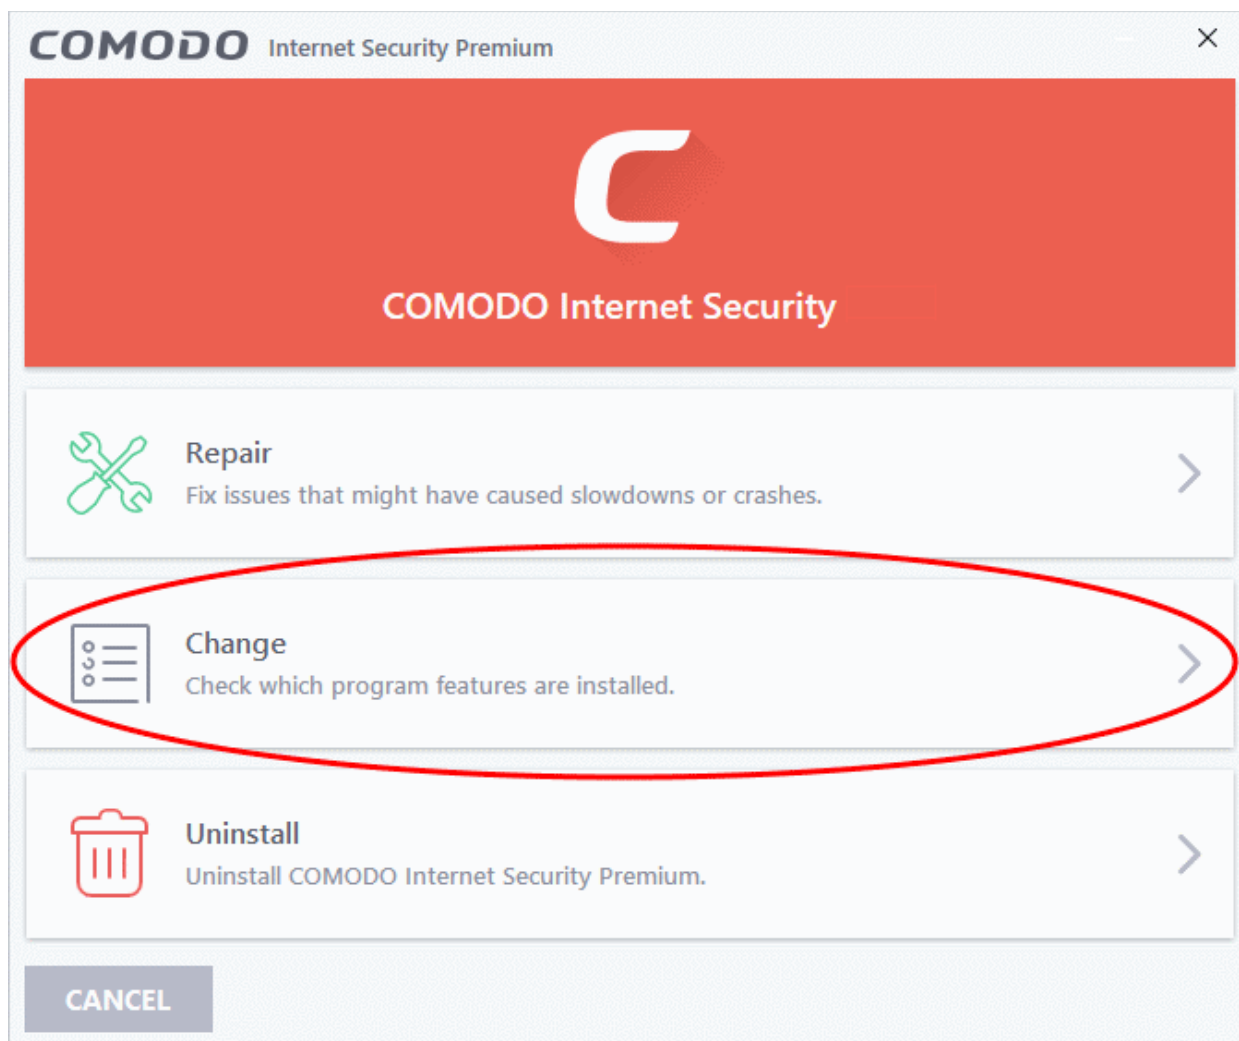 COMODO Internet Security Premium
COMODO Internet Security
Repair
Fix issues that might have caused slowdowns or crashes.
Change
Check which program features are installed.
Uninstall
Uninstall COMODO Internet Security Premium.
CANCEL